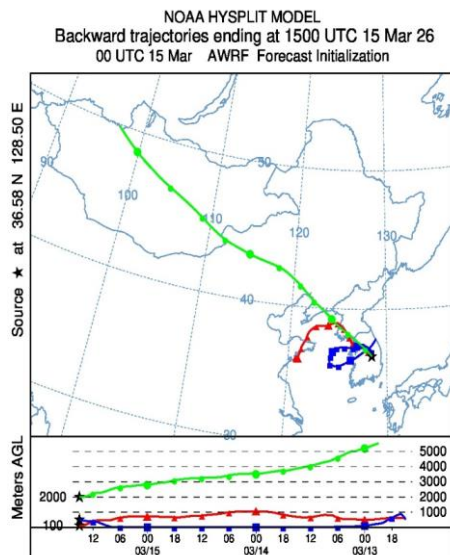 NOAA HYSPLIT MODEL
Backward trajectories ending at 1500 UTC 15 Mar 26
00 UTC 15 Mar AWRF Forecast Initialization
Source ★ at 36.58 N 128.50 E
90
100
110
120
130
50
40
30
Meters AGL
5000
4000
3000
2000
1000
2000
100
12 06 00 18 12 06 00 18 12 06 00 18
03/15 03/14 03/13